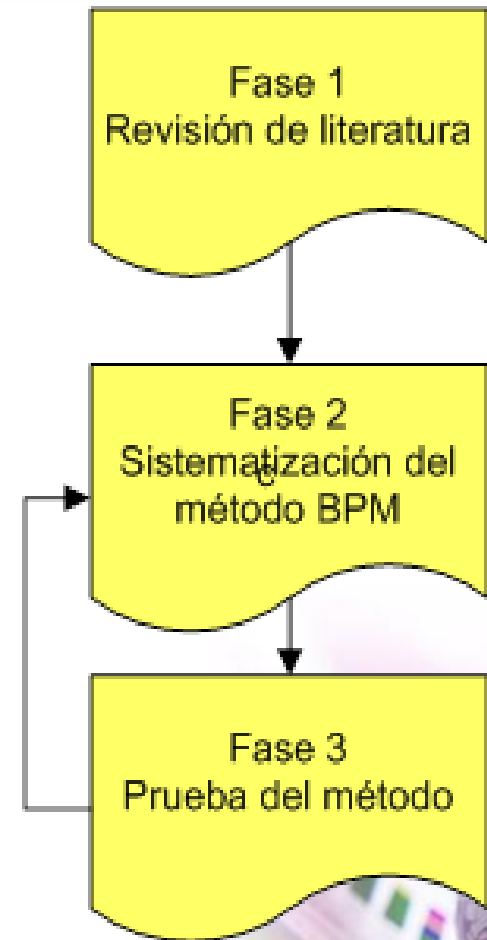 Fase 1
Revisión de literatura
Fase 2
Sistematización del
c
método BPM
Fase 3
Prueba del método